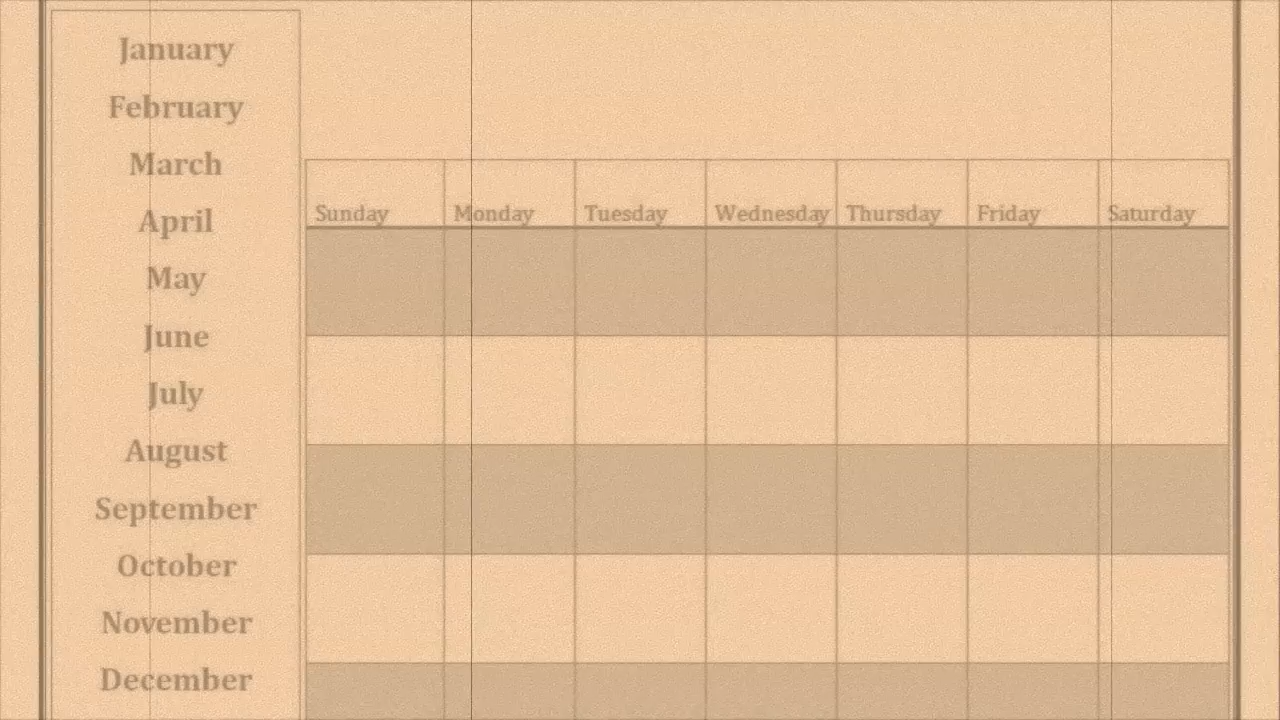 January
February
March
April
May
June
July
August
September
October
November
December
Sunday Monday Tuesday Wednesday Thursday Friday Saturday